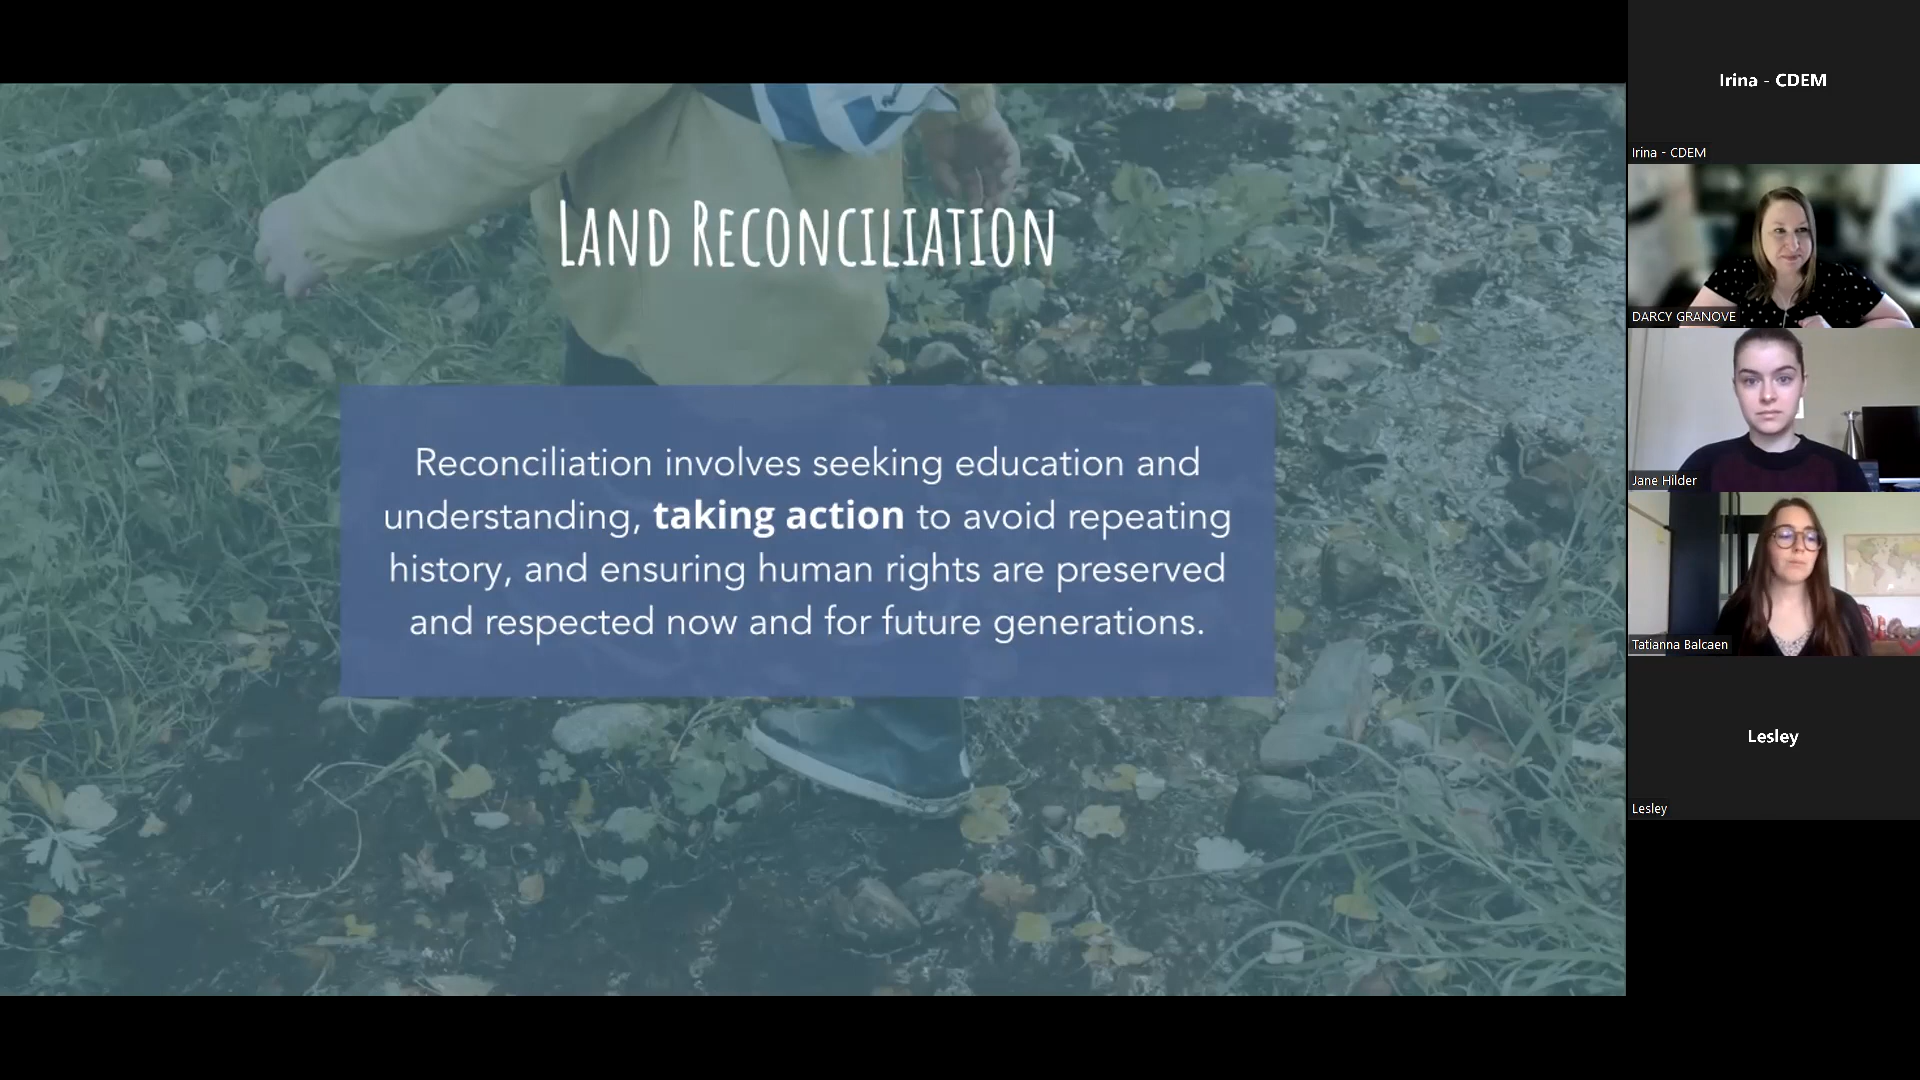 LAND RECONCILIATION
Reconciliation involves seeking education and
understanding, taking action to avoid repeating
history, and ensuring human rights are preserved
and respected now and for future generations.
Irina - CDEM
Irina - CDEM
DARCY GRANOVE
Jane Hilder
Tatianna Balcaen
Lesley
Lesley